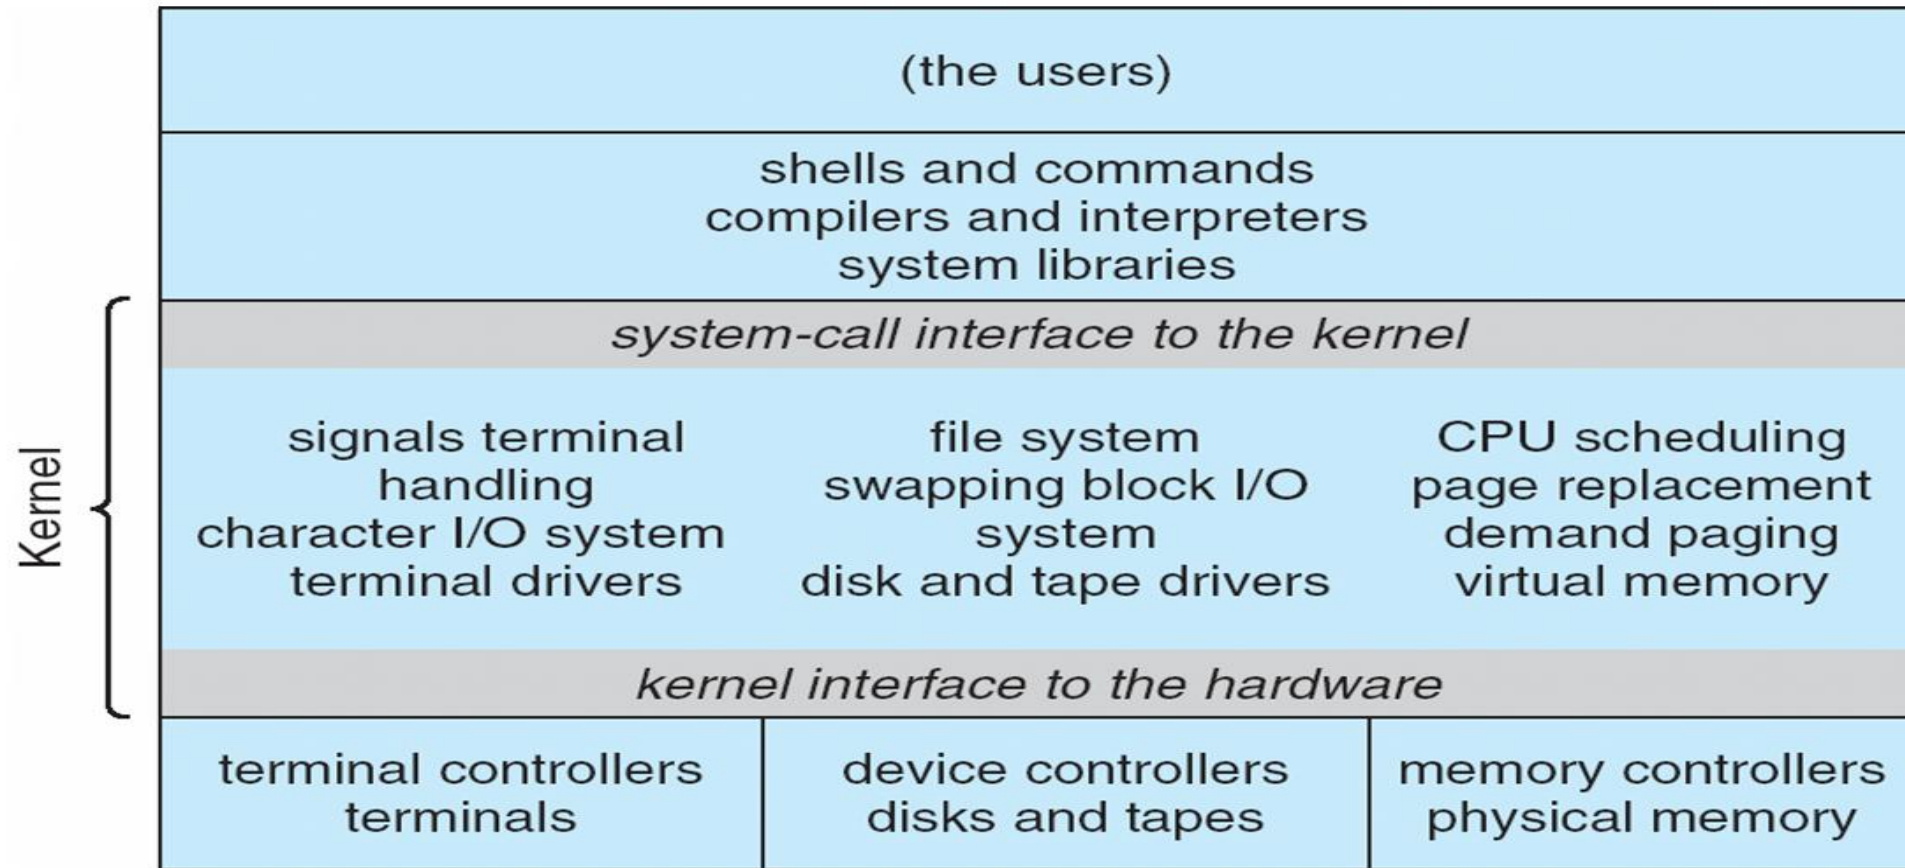 (the users)
shells and commands
compilers and interpreters
system libraries
Kernel
system-call interface to the kernel
signals terminal
handling
character I/O system
terminal drivers
file system
swapping block I/O
system
disk and tape drivers
CPU scheduling
page replacement
demand paging
virtual memory
kernel interface to the hardware
terminal controllers
terminals
device controllers
disks and tapes
memory controllers
physical memory